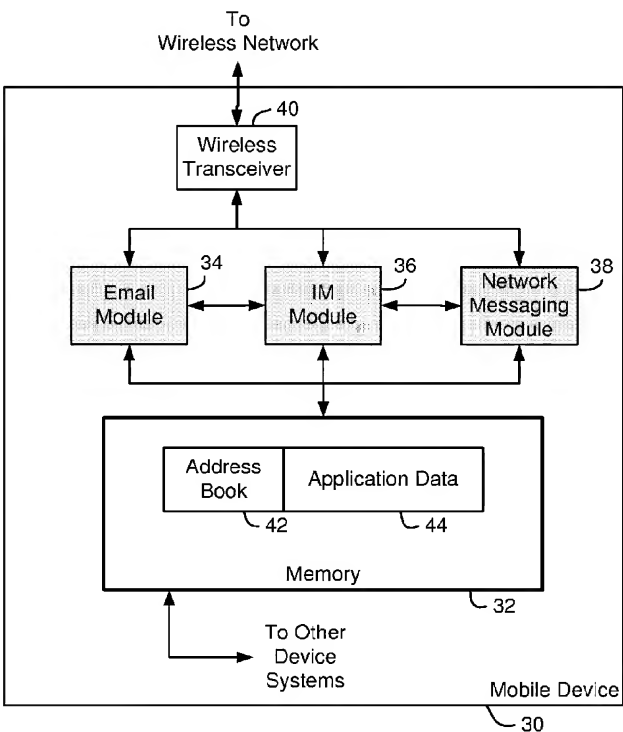 To
Wireless Network
40
Wireless
Transceiver
34
Email
Module
36
IM
Module
38
Network
Messaging
Module
Address
Book
Application Data
42
44
Memory
32
To Other
Device
Systems
Mobile Device
30